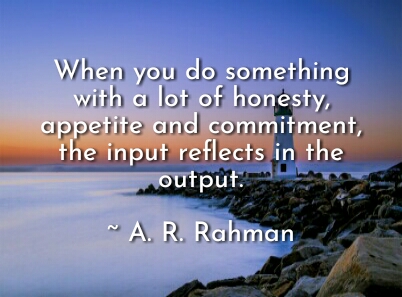 When you do something
with a lot of honesty,
appetite and commitment,
the input reflects in the
output.
~ A. R. Rahman